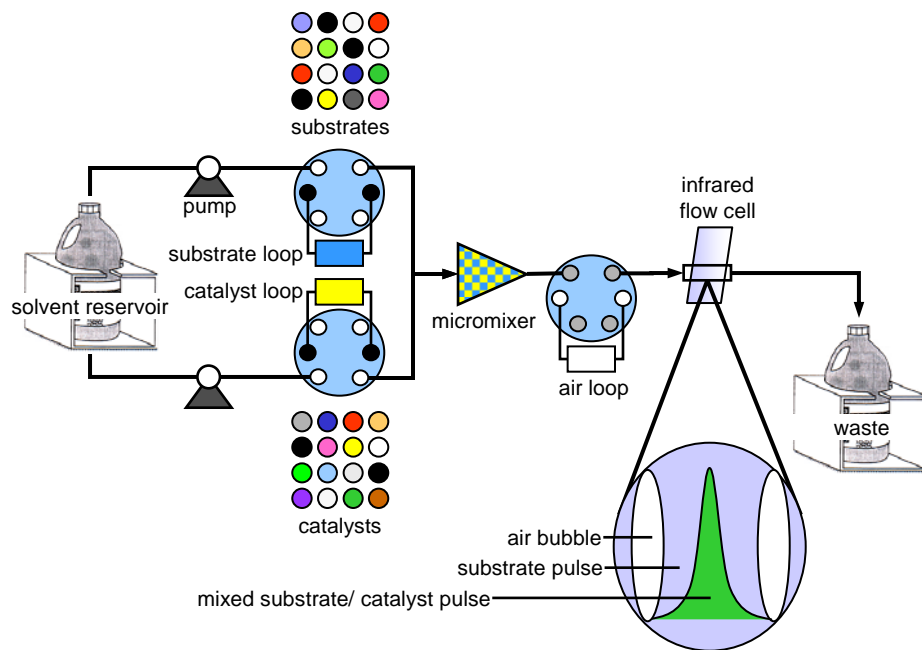 substrates
pump
infrared
flow cell
substrate loop
catalyst loop
solvent reservoir
micromixer
air loop
waste
catalysts
air bubble
substrate pulse
mixed substrate/ catalyst pulse